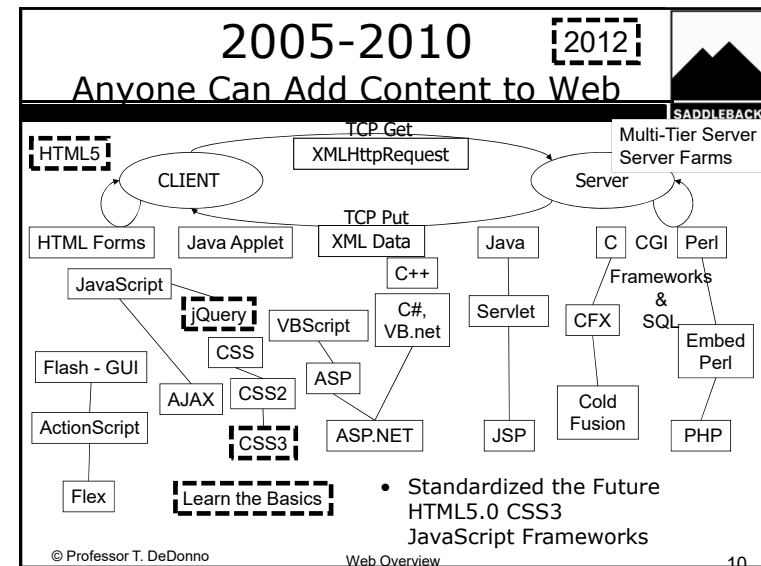 2005-2010
2012
Anyone Can Add Content to Web
SADDLEBACK
TCP Get
Multi-Tier Server
Server Farms
HTML5
XMLHttpRequest
CLIENT
Server
TCP Put
HTML Forms
Java Applet
XML Data
Java
C
CGI
Perl
C++
JavaScript
Frameworks
&
SQL
jQuery
VBScript
C#,
VB.net
Servlet
CFX
Embed
Perl
CSS
Flash - GUI
ASP
AJAX
CSS2
Cold
Fusion
ActionScript
CSS3
ASP.NET
JSP
PHP
Flex
Learn the Basics
• Standardized the Future
HTML5.0 CSS3
JavaScript Frameworks
© Professor T. DeDonno
Web Overview
10